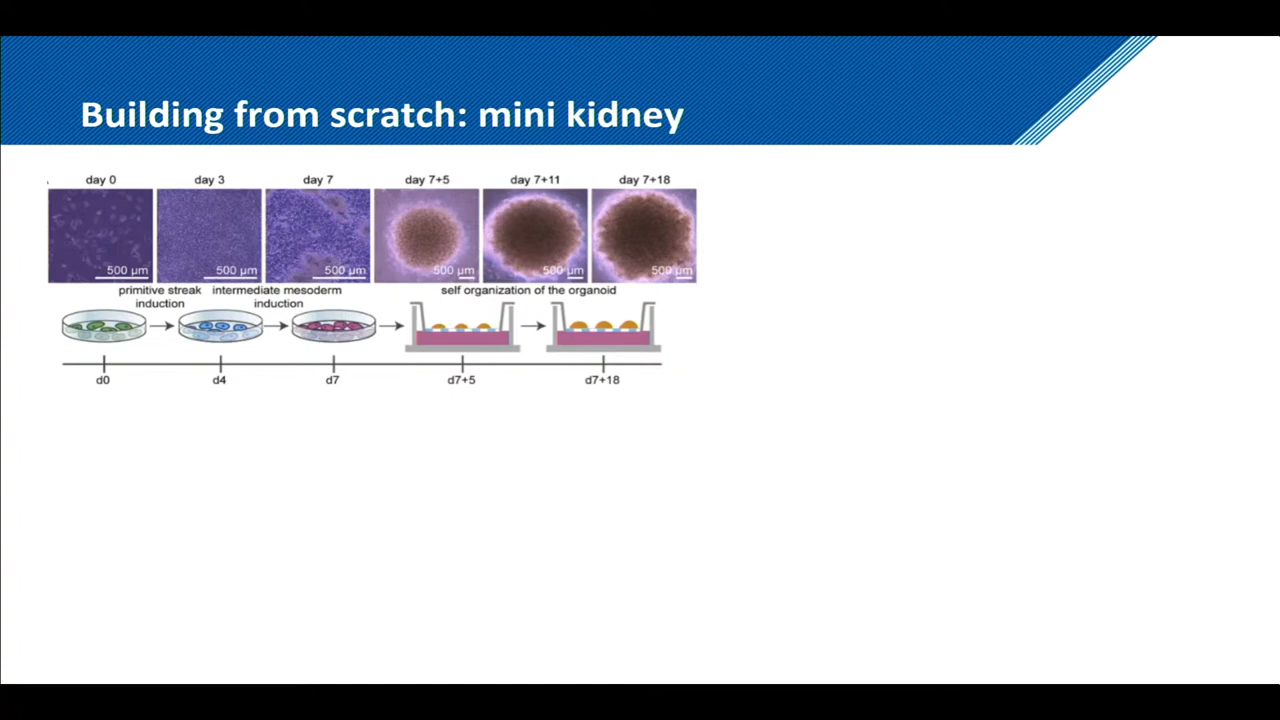 Building from scratch: mini kidney
day 0 day 3 day 7 day 7+5 day 7+11 day 7+18
500 µm 500 µm 500 µm 500 µm 500 µm 500 µm
primitive streak intermediate mesoderm self organization of the organoid
induction induction
d0 d4 d7 d7+5 d7+18